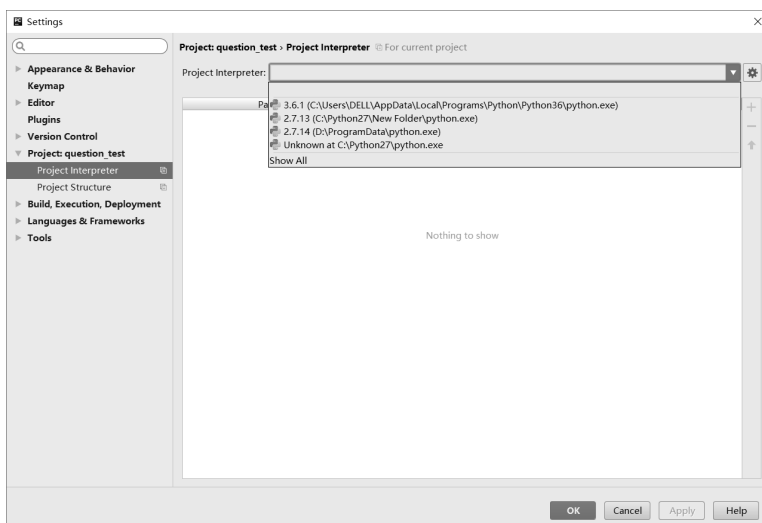 PC Settings
Project: question_test › Project Interpreter For current project
Appearance & Behavior
Keymap
Editor
Plugins
Version Control
Project: question_test
Project Interpreter
Project Structure
Build, Execution, Deployment
Languages & Frameworks
Tools
Project Interpreter:
Pa
3.6.1 (C:\Users\DELL\AppData\Local\Programs\Python\Python36\python.exe)
2.7.13 (C:\Python27\New Folder\python.exe)
2.7.14 (D:\ProgramData\python.exe)
Unknown at C:\Python27\python.exe
Show All
Nothing to show
OK Cancel Apply Help